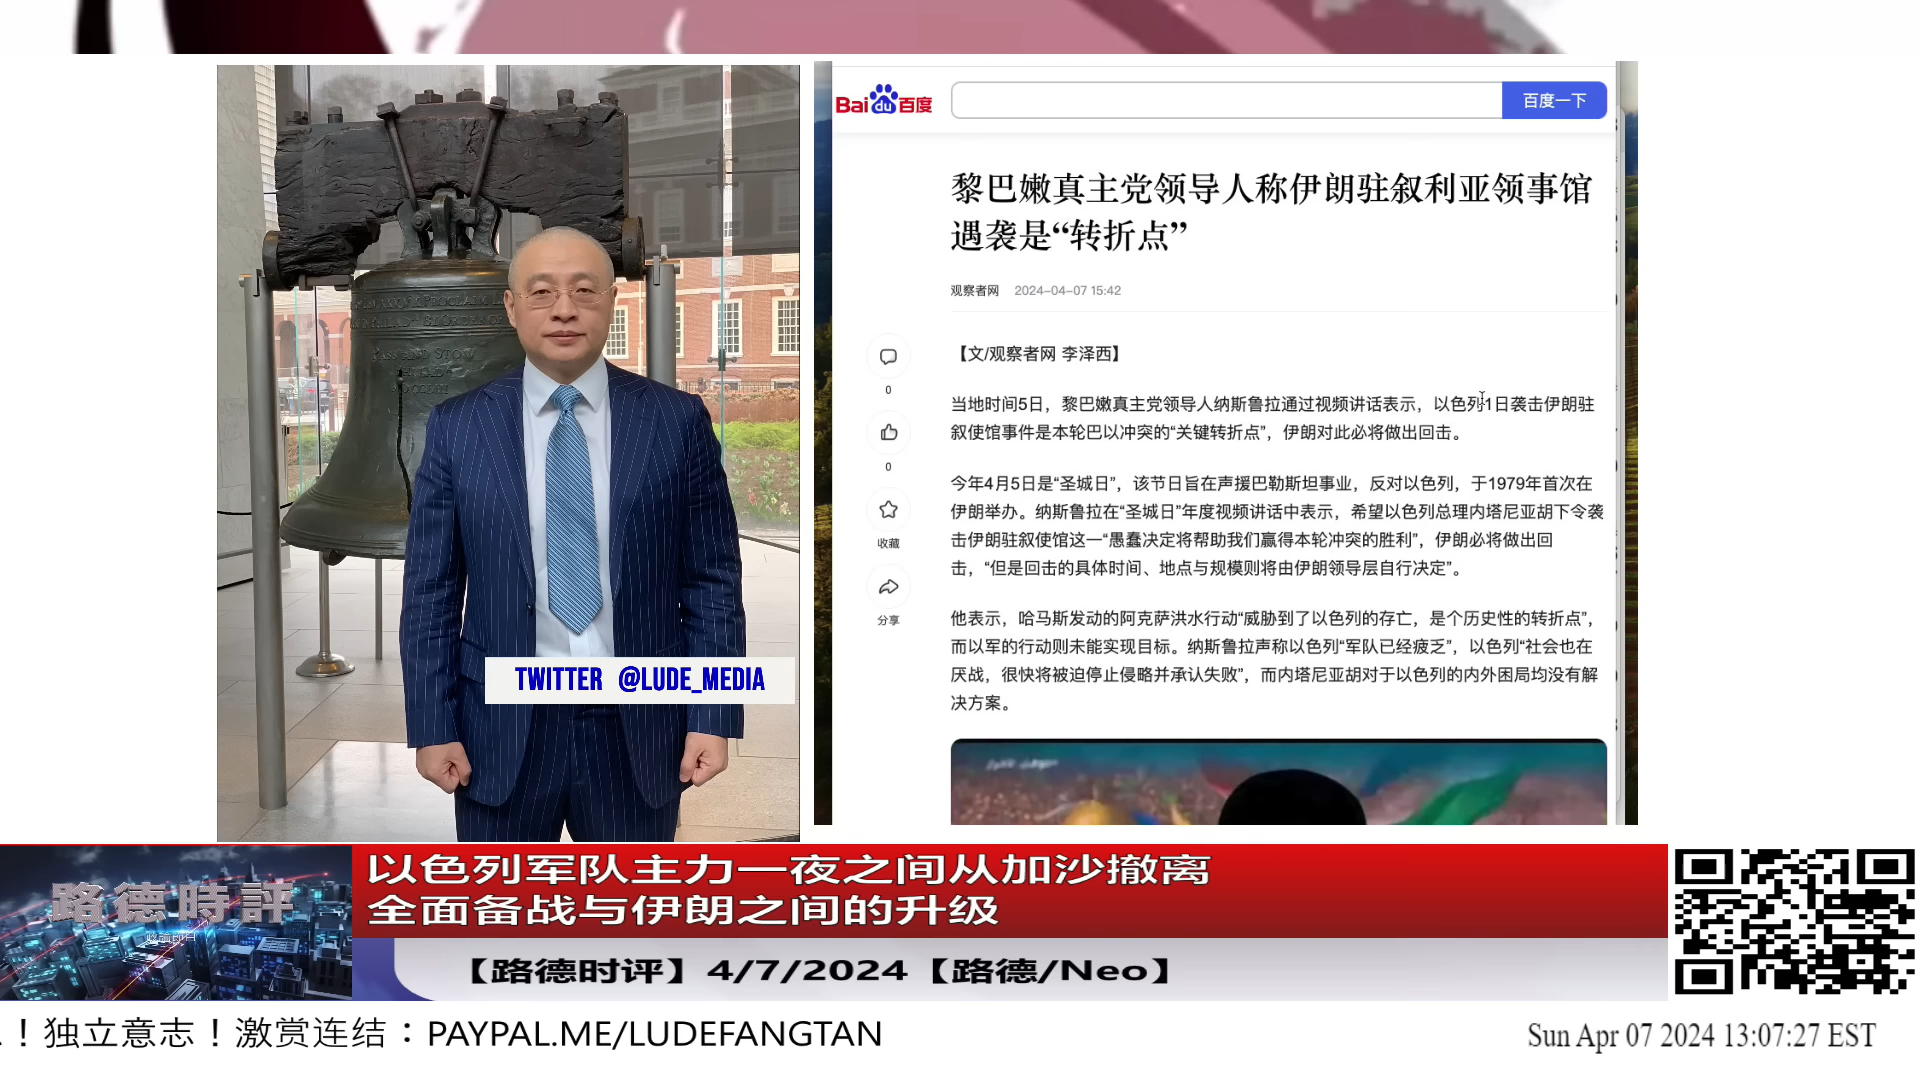 PASS AND STOW
TWITTER @LUDE_MEDIA
Bai du 百度
百度一下
黎巴嫩真主党领导人称伊朗驻叙利亚领事馆
遇袭是“转折点”
观察者网 2024-04-07 15:42
【文/观察者网 李泽西】
0
0
收藏
分享
当地时间5日，黎巴嫩真主党领导人纳斯鲁拉通过视频讲话表示，以色列1日袭击伊朗驻
叙使馆事件是本轮巴以冲突的“关键转折点”，伊朗对此必将做出回击。
今年4月5日是“圣城日”，该节日旨在声援巴勒斯坦事业，反对以色列，于1979年首次在
伊朗举办。纳斯鲁拉在“圣城日”年度视频讲话中表示，希望以色列总理内塔尼亚胡下令袭
击伊朗驻叙使馆这一“愚蠢决定将帮助我们赢得本轮冲突的胜利”，伊朗必将做出回
击，“但是回击的具体时间、地点与规模则将由伊朗领导层自行决定”。
他表示，哈马斯发动的阿克萨洪水行动“威胁到了以色列的存亡，是个历史性的转折点”，
而以军的行动则未能实现目标。纳斯鲁拉声称以色列“军队已经疲乏”，以色列“社会也在
厌战，很快将被迫停止侵略并承认失败”，而内塔尼亚胡对于以色列的内外困局均没有解
决方案。
路德時評
以色列军队主力一夜之间从加沙撤离
全面备战与伊朗之间的升级
【路德时评】4/7/2024【路德/Neo】
！独立意志！激赏连结：PAYPAL.ME/LUDEFANGTAN
Sun Apr 07 2024 13:07:27 EST